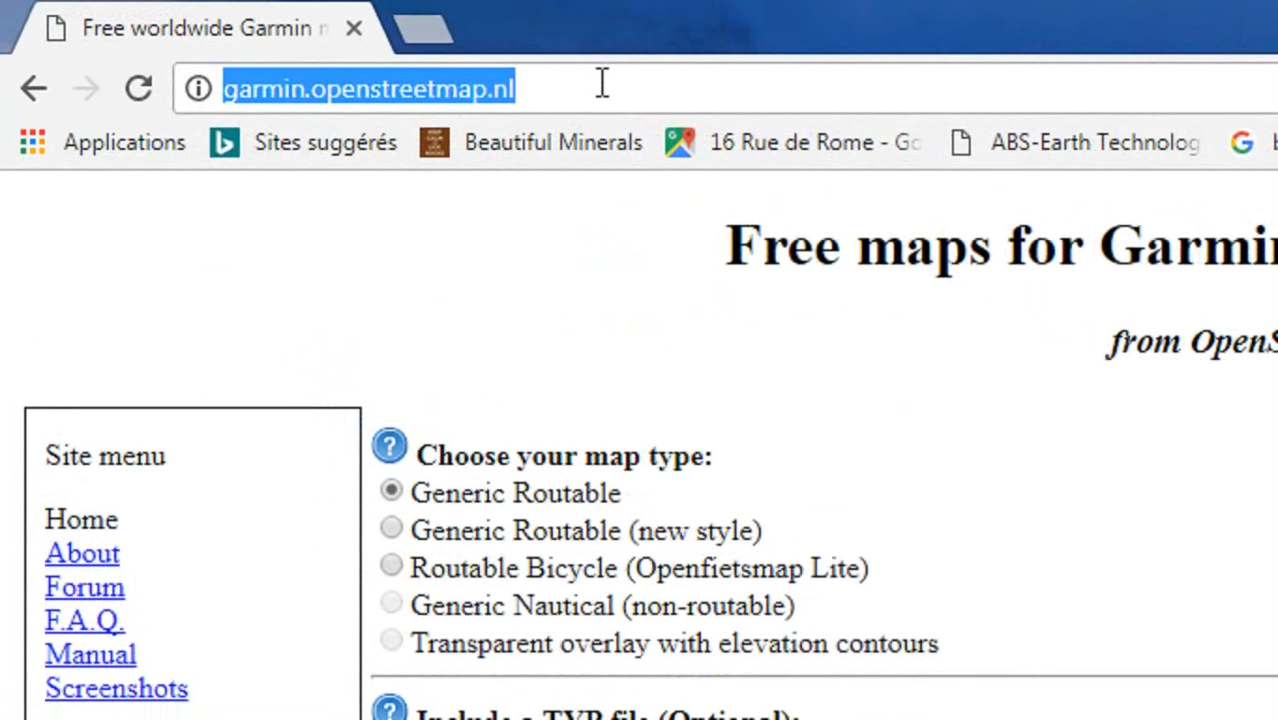 Free worldwide Garmin
garmin.openstreetmap.nl
Applications
Sites suggérés
Beautiful Minerals
16 Rue de Rome - Go
ABS-Earth Technolog
Free maps for Garmin
from OpenS
Site menu
Home
About
Forum
F.A.Q.
Manual
Screenshots
Choose your map type:
Generic Routable
Generic Routable (new style)
Routable Bicycle (Openfietsmap Lite)
Generic Nautical (non-routable)
Transparent overlay with elevation contours
Include a TYP file (Optional):